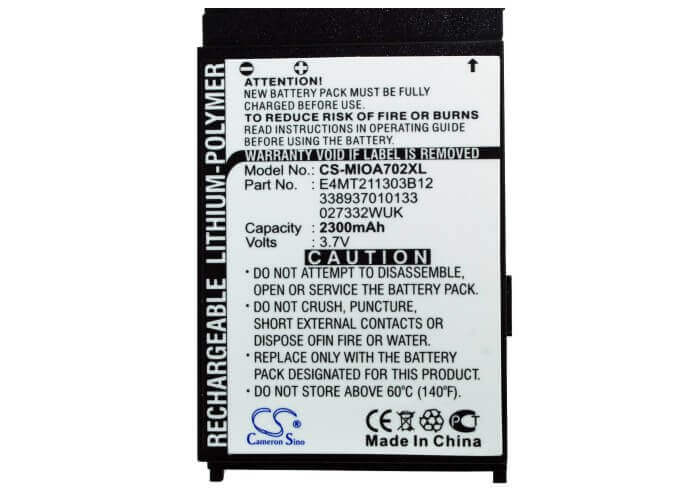 RECHARGEABLE LITHIUM-POLYMER
ATTENTION!
NEW BATTERY PACK MUST BE FULLY
CHARGED BEFORE USE.
TO REDUCE RISK OF FIRE OR BURNS
READ INSTRUCTIONS IN OPERATING GUIDE
BEFORE USING BATTERY.
WARRANTY VOID IF LABEL IS REMOVED
Model No.: CS-MIOA702XL
Part No.: E4MT211303B12
338937010133
027332WUK
Capacity : 2300mAh
Volts : 3.7V
CAUTION
• DO NOT ATTEMPT TO DISASSEMBLE,
OPEN OR SERVICE THE BATTERY PACK.
• DO NOT CRUSH, PUNCTURE,
SHORT EXTERNAL CONTACTS OR
DISPOSE OF IN FIRE OR WATER.
• REPLACE ONLY WITH THE BATTERY
PACK DESIGNATED FOR THIS DEVICE.
• DO NOT STORE ABOVE 60°C (140°F).
CS
Cameron Sino
CE FC
Made In China